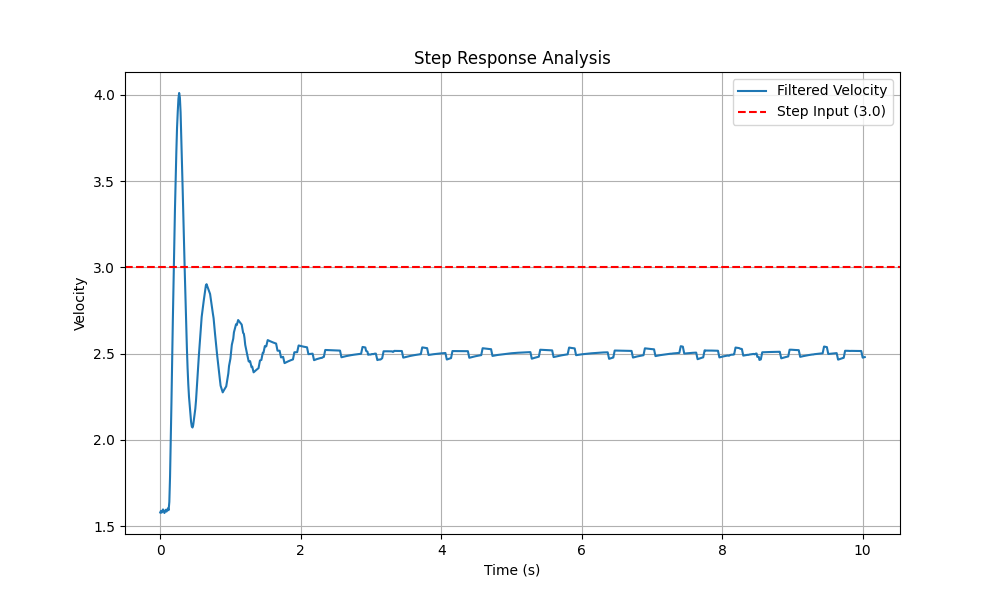 Step Response Analysis
Filtered Velocity
Step Input (3.0)
Velocity
4.0
3.5
3.0
2.5
2.0
1.5
0 2 4 6 8 10
Time (s)